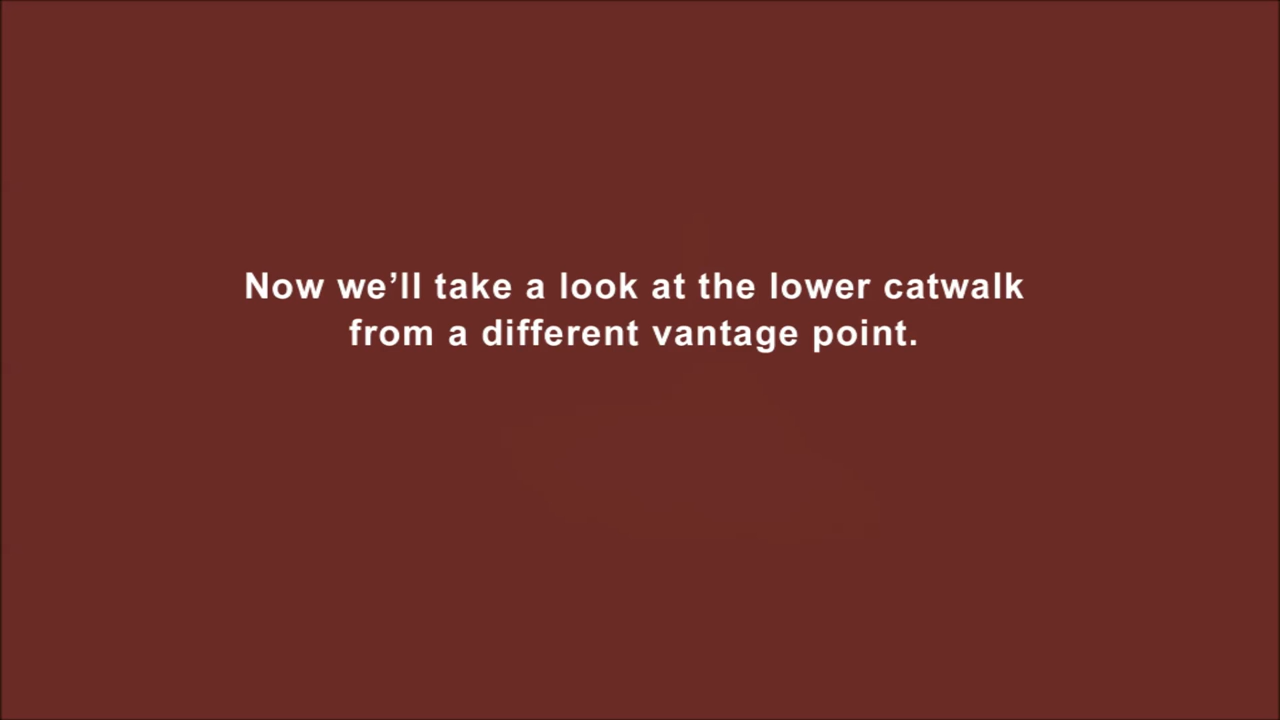 Now we’ll take a look at the lower catwalk
from a different vantage point.